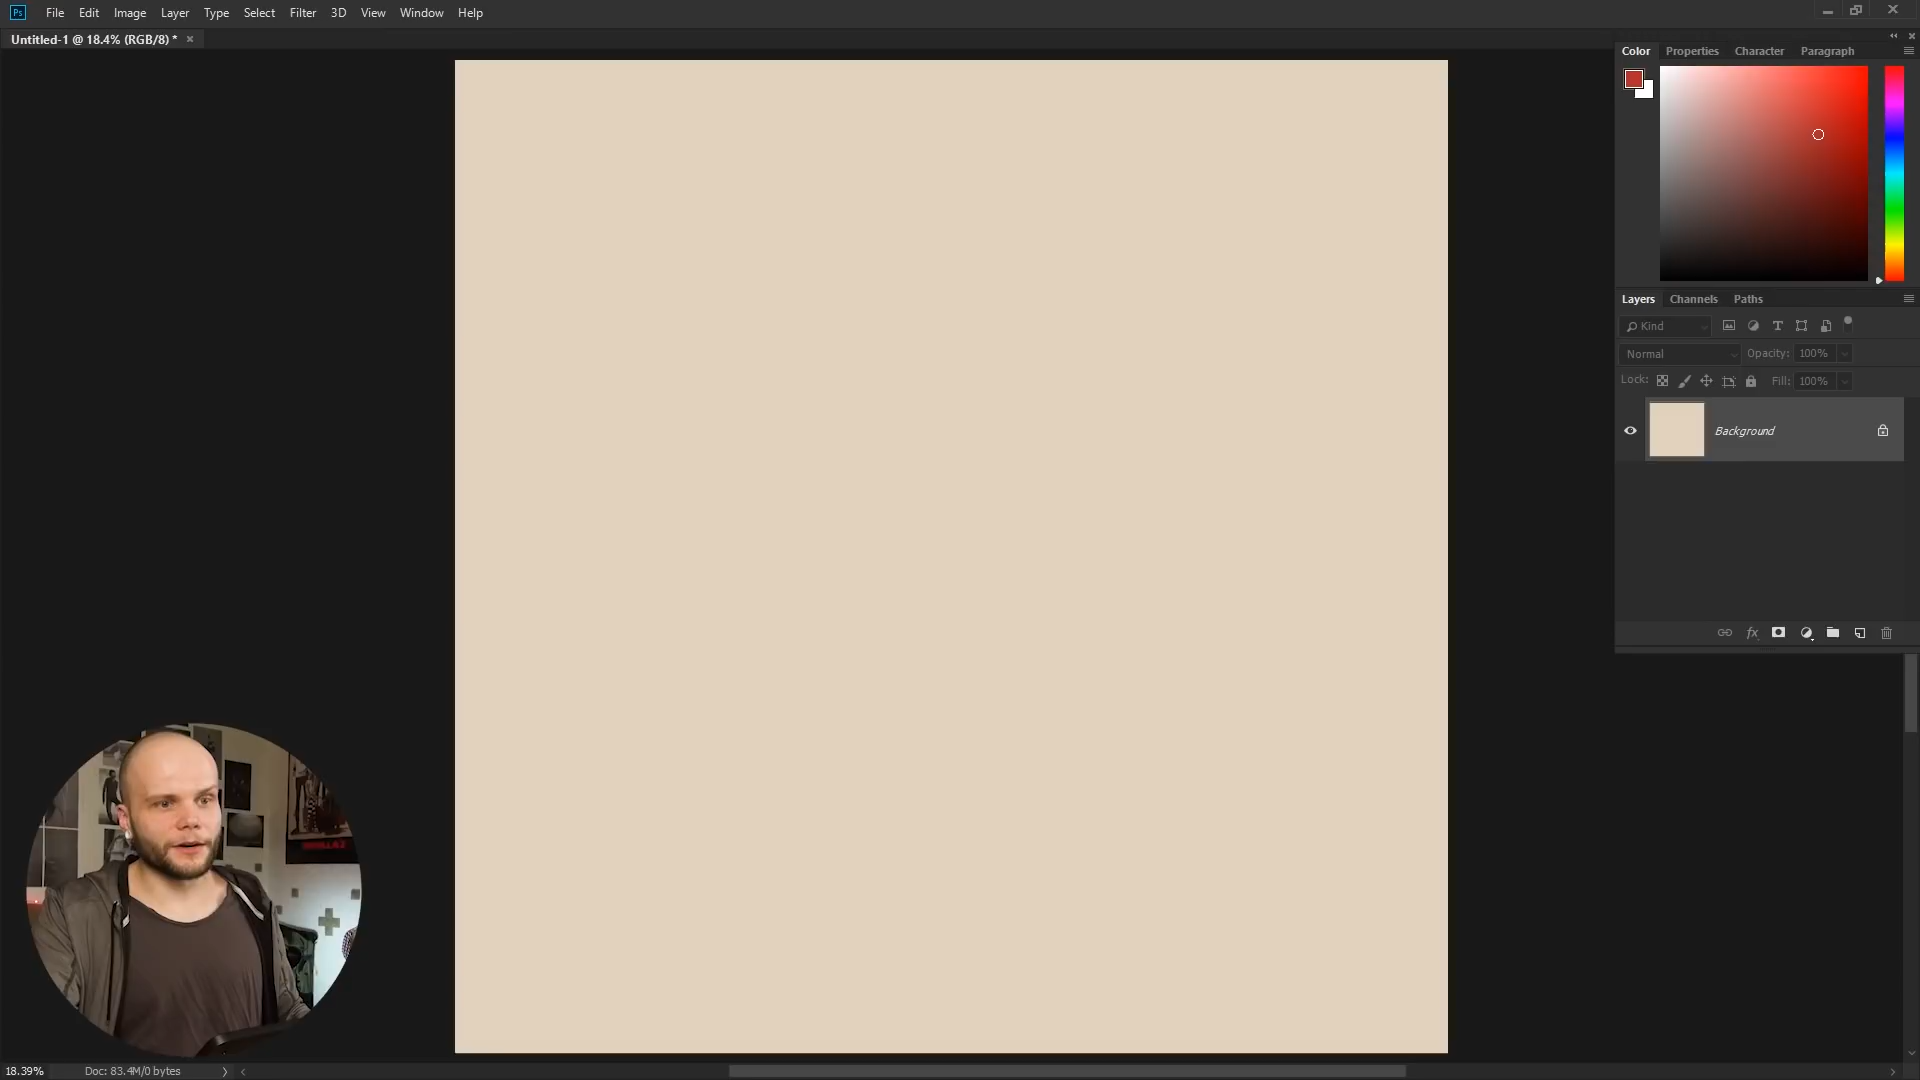 Ps File Edit Image Layer Type Select Filter 3D View Window Help
Untitled-1 @ 18.4% (RGB/8) *
Color Properties Character Paragraph
Layers Channels Paths
Kind
Normal Opacity: 100%
Lock: Fill: 100%
Background
fx
18.39% Doc: 83.4M/0 bytes